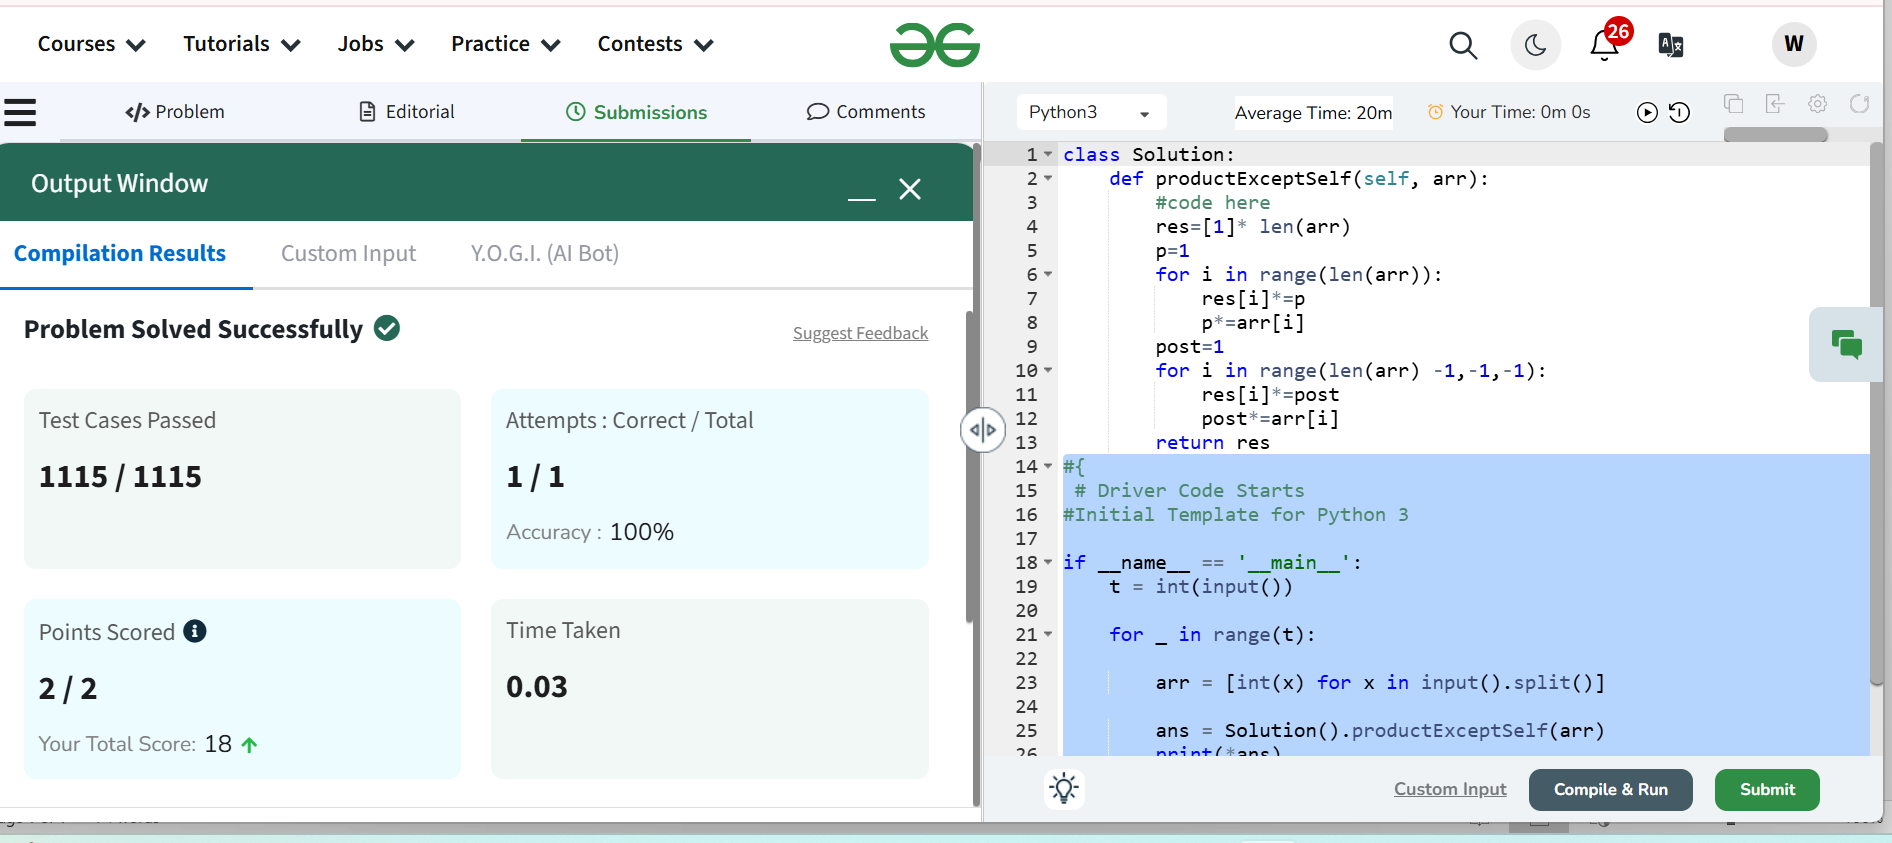 Courses Tutorials Jobs Practice Contests 26 W
Problem Editorial Submissions Comments
Output Window
Compilation Results Custom Input Y.O.G.I. (AI Bot)
Problem Solved Successfully
Suggest Feedback
Test Cases Passed
1115 / 1115
Attempts : Correct / Total
1 / 1
Accuracy : 100%
Points Scored
2 / 2
Your Total Score: 18
Time Taken
0.03
Python3 Average Time: 20m Your Time: 0m 0s
1 class Solution:
2 def productExceptSelf(self, arr):
3 #code here
4 res=[1]* len(arr)
5 p=1
6 for i in range(len(arr)):
7 res[i]*=p
8 p*=arr[i]
9 post=1
10 for i in range(len(arr) -1,-1,-1):
11 res[i]*=post
12 post*=arr[i]
13 return res
14 #{
15 # Driver Code Starts
16 #Initial Template for Python 3
17
18 if __name__ == '__main__':
19 t = int(input())
20
21 for _ in range(t):
22
23 arr = [int(x) for x in input().split()]
24
25 ans = Solution().productExceptSelf(arr)
26 print(*ans)
Custom Input Compile & Run Submit